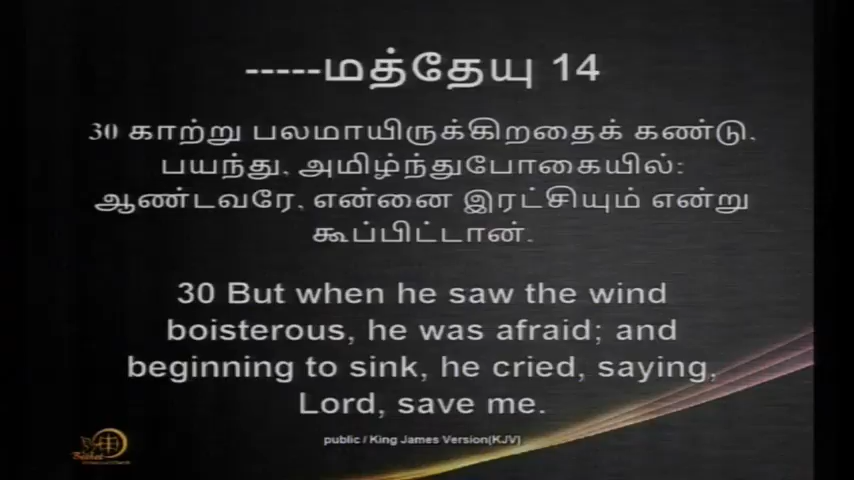 -----மத்தேயு 14
30 காற்று பலமாயிருக்கிறதைக் கண்டு,
பயந்து, அமிழ்ந்துபோகையில்:
ஆண்டவரே, என்னை இரட்சியும் என்று
கூப்பிட்டான்.
30 But when he saw the wind
boisterous, he was afraid; and
beginning to sink, he cried, saying,
Lord, save me.
public / King James Version(KJV)